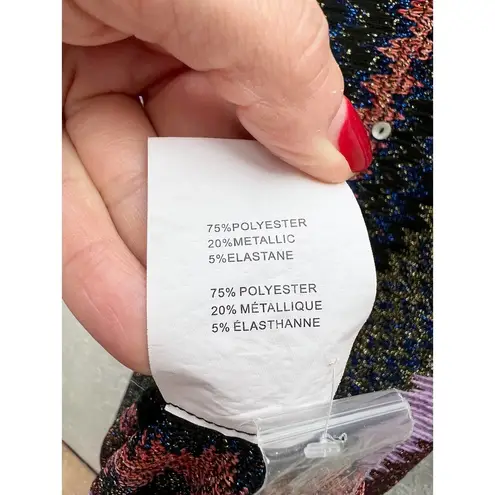 75%POLYESTER
20%METALLIC
5%ELASTANE
75% POLYESTER
20% MÉTALLIQUE
5% ÉLASTHANNE